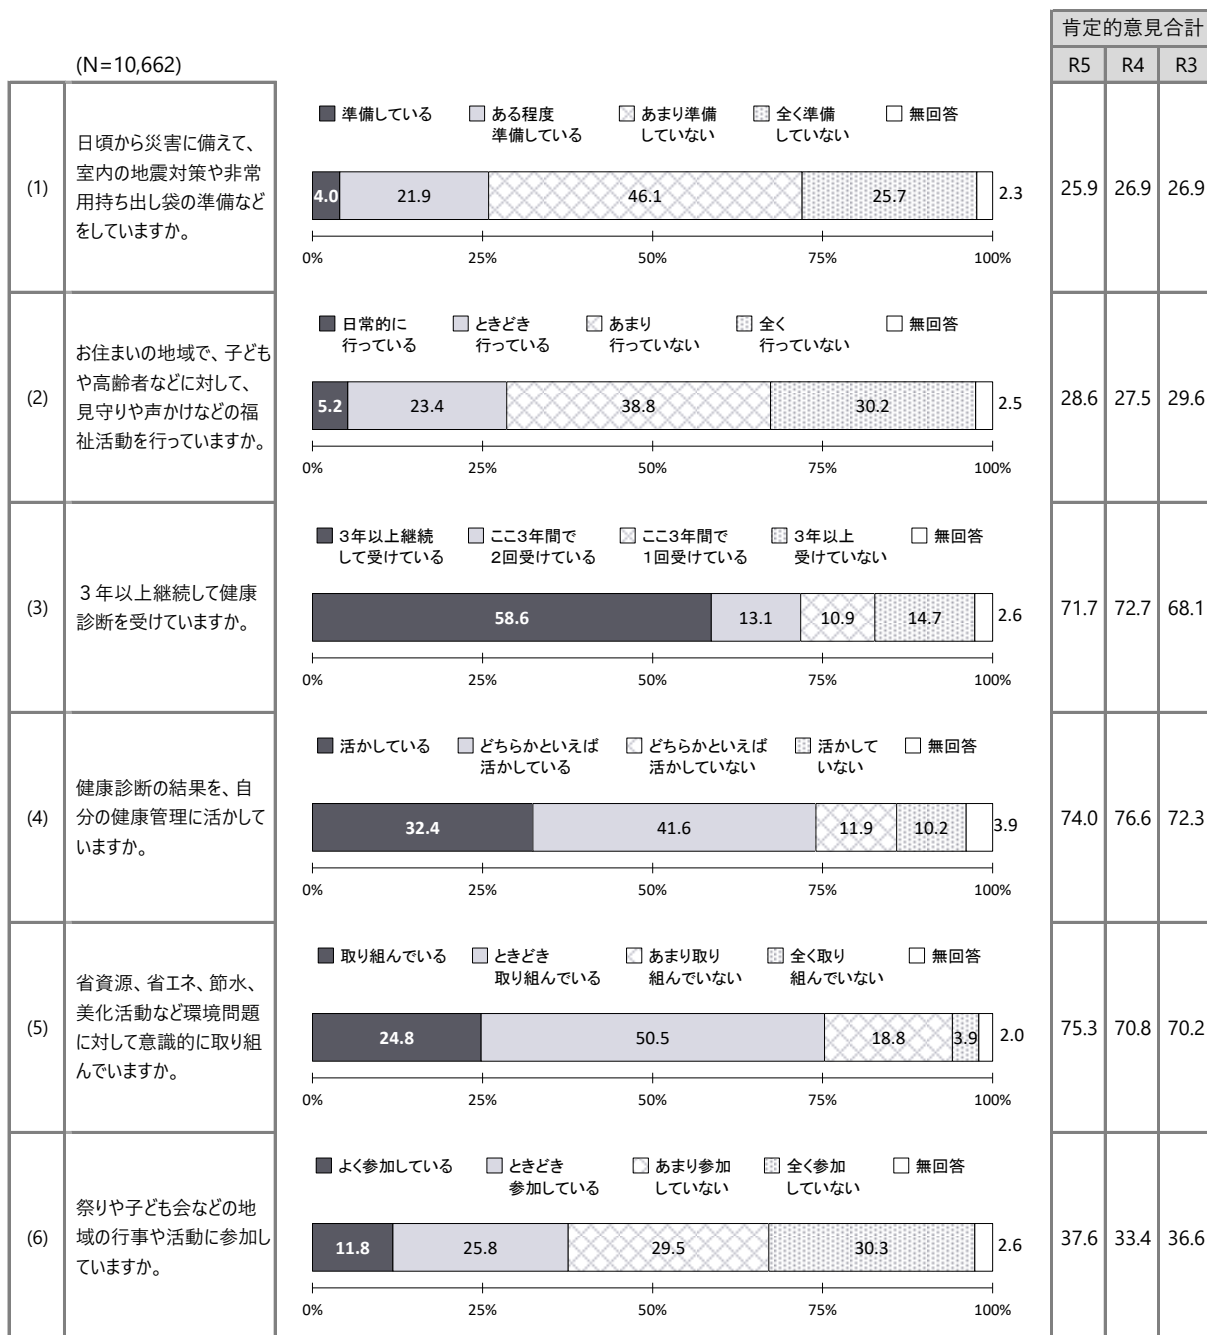 肯定的意見合計
(N=10,662)
R5 R4 R3
(1)
日頃から災害に備えて、
室内の地震対策や非常
用持ち出し袋の準備など
をしていますか。
準備している ある程度 準備している あまり準備 していない 全く準備 していない 無回答
4.0 21.9 46.1 25.7 2.3
0% 25% 50% 75% 100%
25.9 26.9 26.9
(2)
お住まいの地域で、子ども
や高齢者などに対して、
見守りや声かけなどの福
祉活動を行っていますか。
日常的に 行っている ときどき 行っている あまり 行っていない 全く 行っていない 無回答
5.2 23.4 38.8 30.2 2.5
0% 25% 50% 75% 100%
28.6 27.5 29.6
(3)
３年以上継続して健康
診断を受けていますか。
３年以上継続 して受けている ここ３年間で ２回受けている ここ３年間で １回受けている ３年以上 受けていない 無回答
58.6 13.1 10.9 14.7 2.6
0% 25% 50% 75% 100%
71.7 72.7 68.1
(4)
健康診断の結果を、自
分の健康管理に活かして
いますか。
活かしている どちらかといえば 活かしている どちらかといえば 活かしていない 活かして いない 無回答
32.4 41.6 11.9 10.2 3.9
0% 25% 50% 75% 100%
74.0 76.6 72.3
(5)
省資源、省エネ、節水、
美化活動など環境問題
に対して意識的に取り組
んでいますか。
取り組んでいる ときどき 取り組んでいる あまり取り 組んでいない 全く取り 組んでいない 無回答
24.8 50.5 18.8 3.9 2.0
0% 25% 50% 75% 100%
75.3 70.8 70.2
(6)
祭りや子ども会などの地
域の行事や活動に参加し
ていますか。
よく参加している ときどき 参加している あまり参加 していない 全く参加 していない 無回答
11.8 25.8 29.5 30.3 2.6
0% 25% 50% 75% 100%
37.6 33.4 36.6